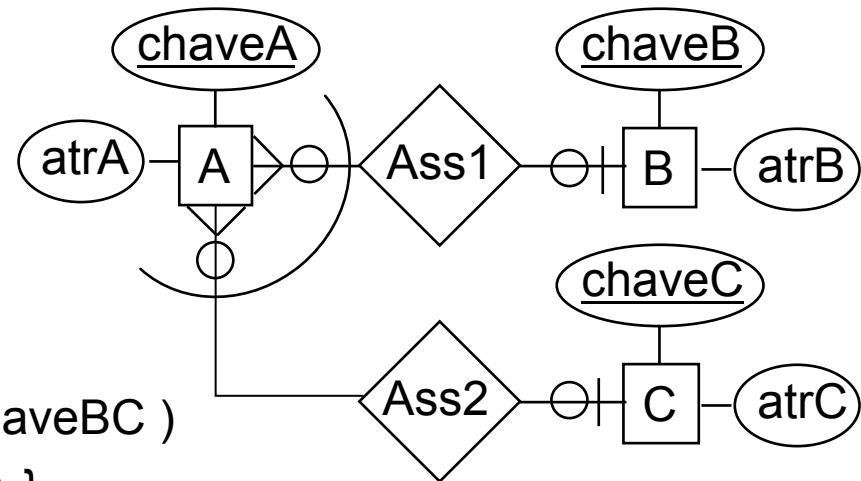 chaveA
chaveB
atrA
A
Ass1
B
atrB
chaveC
Ass2
C
atrC
aveBC )
}